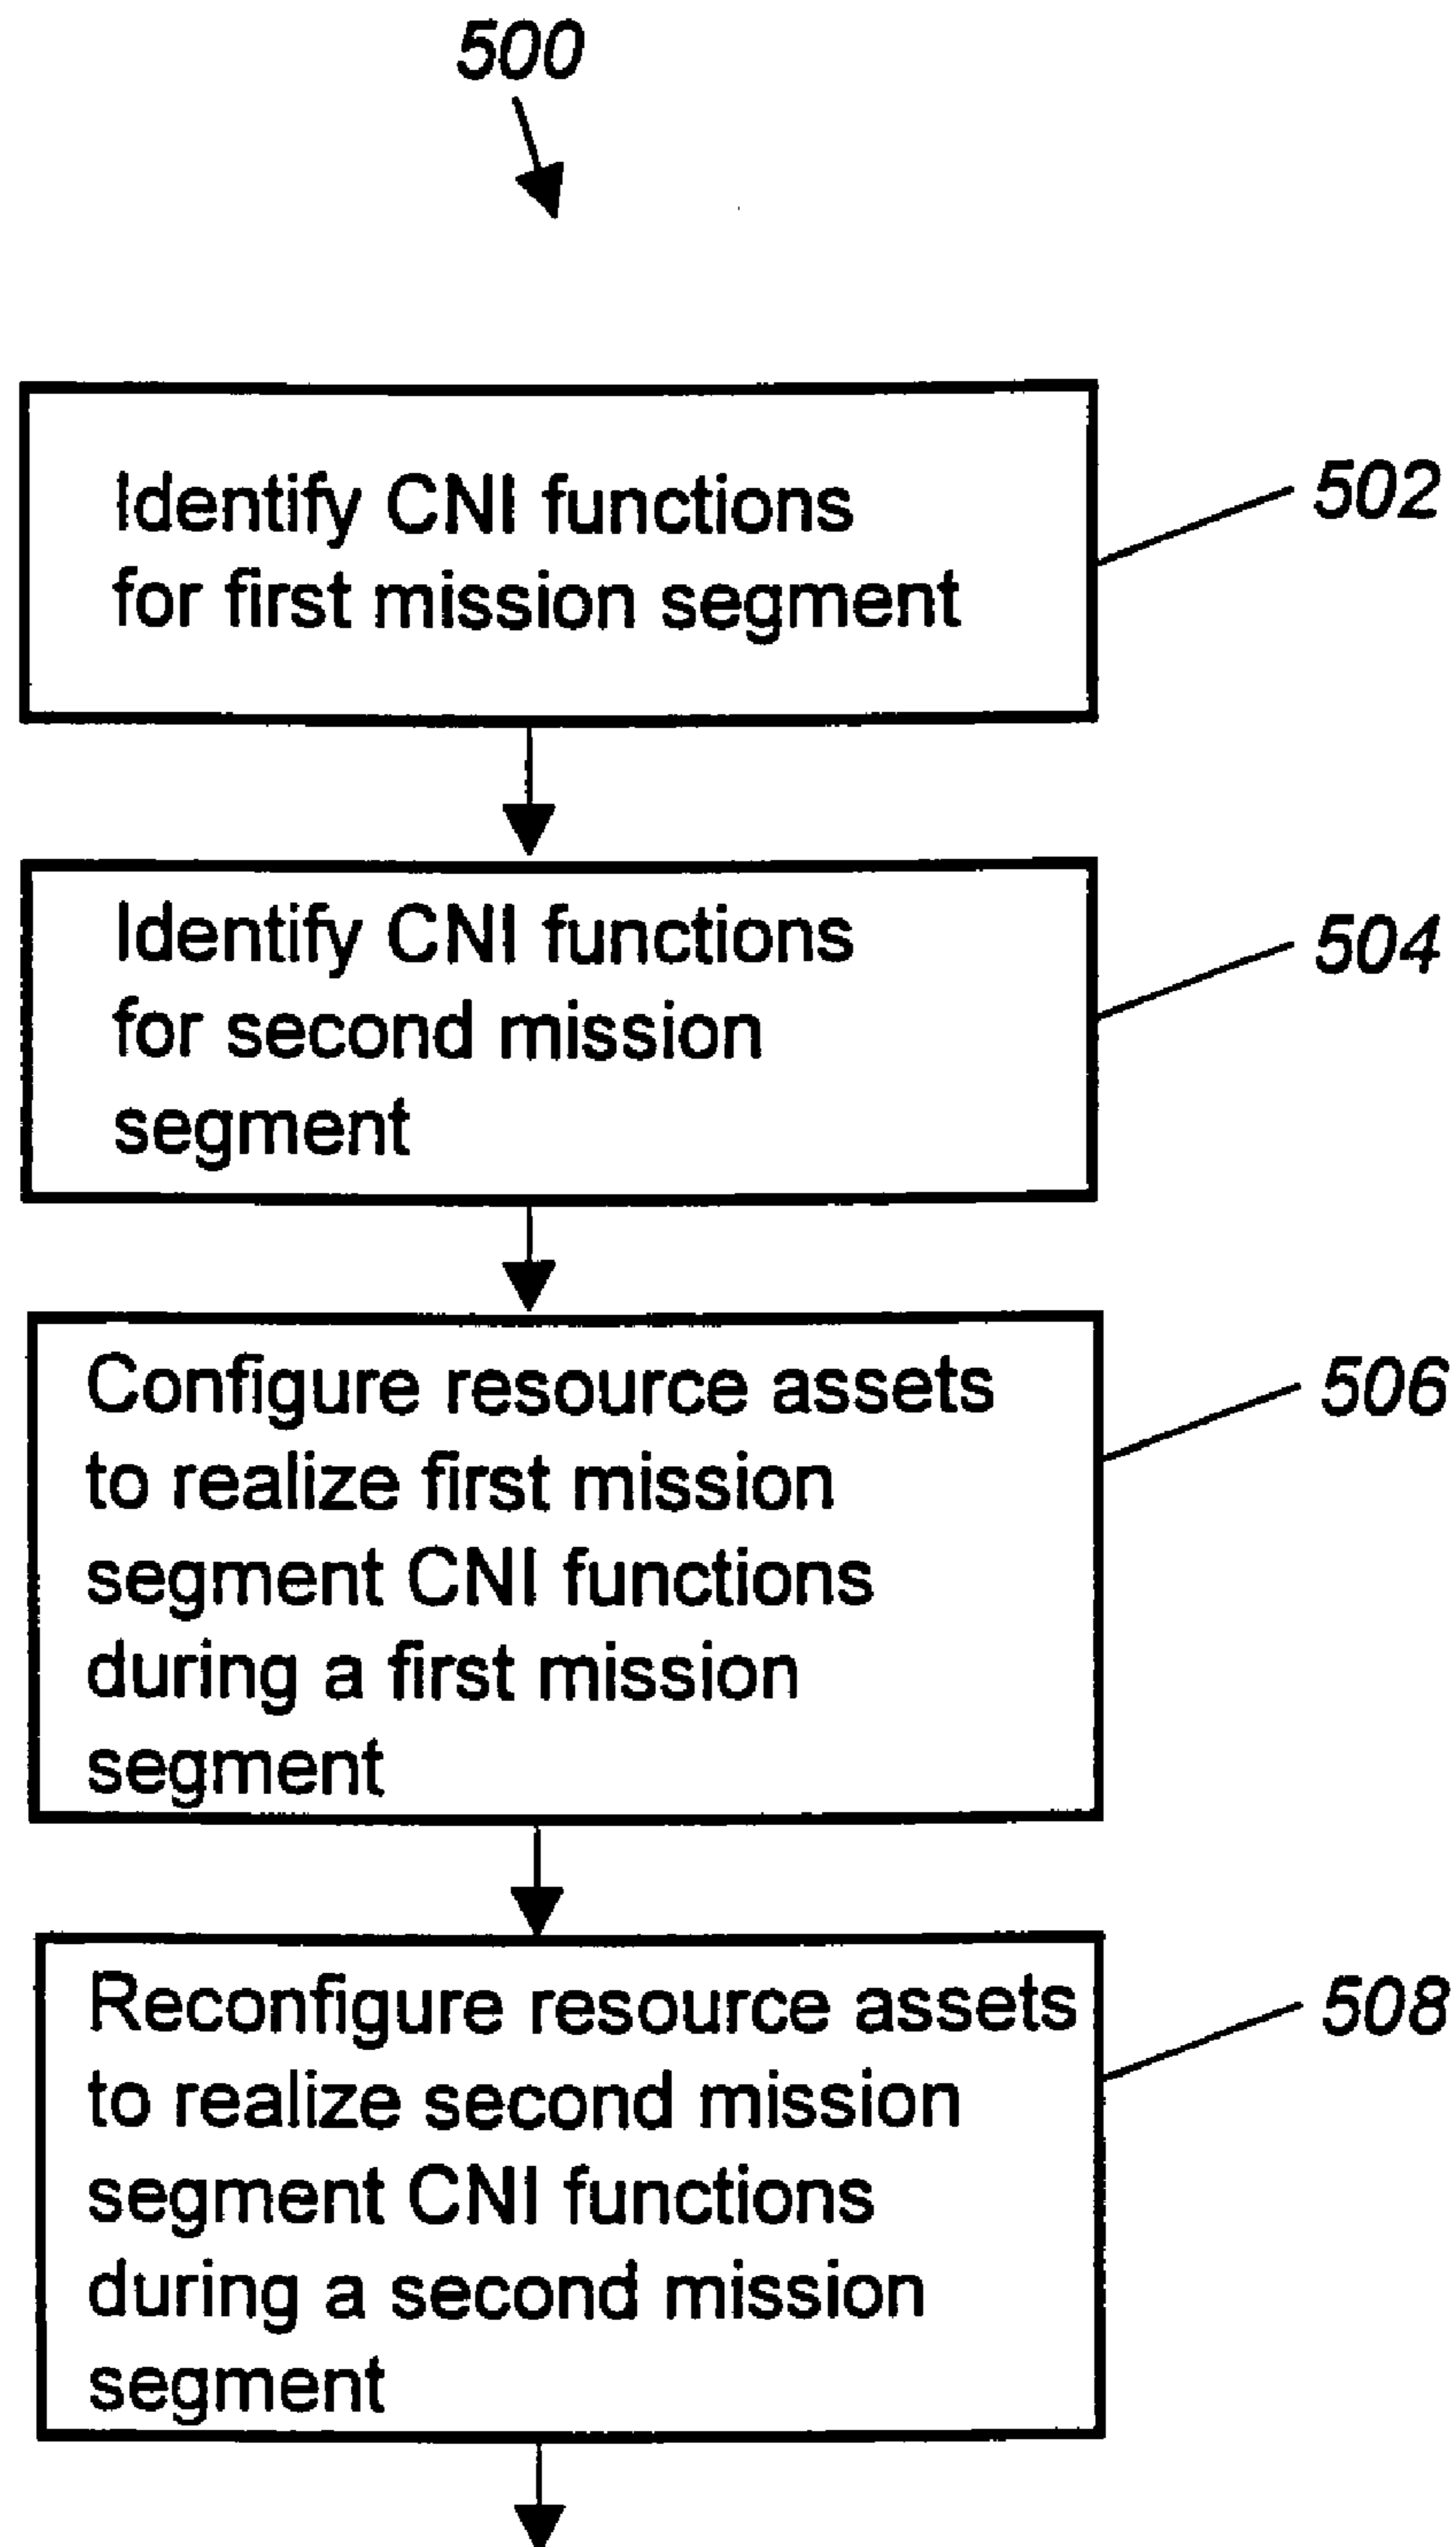 500
Identify CNI functions
for first mission segment
502
Identify CNI functions
for second mission
segment
504
Configure resource assets
to realize first mission
segment CNI functions
during a first mission
segment
506
Reconfigure resource assets
to realize second mission
segment CNI functions
during a second mission
segment
508